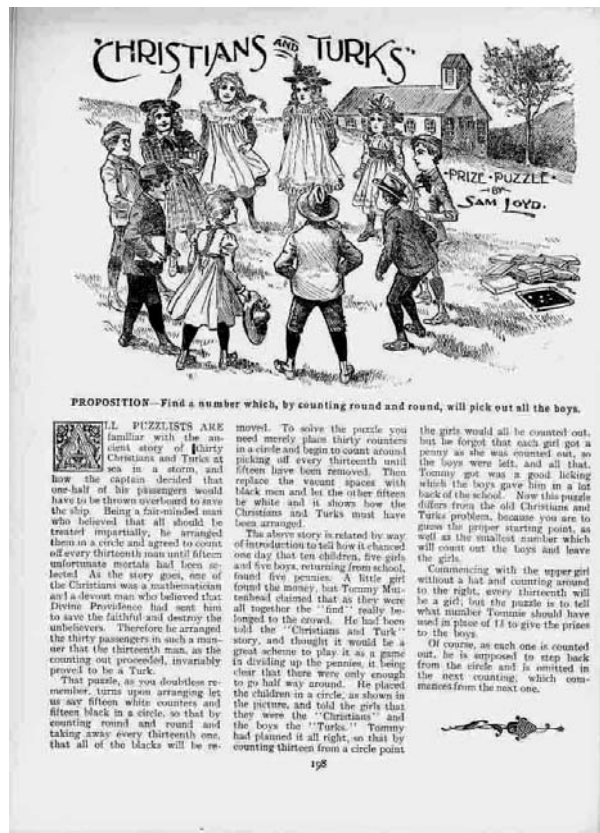 "CHRISTIANS AND TURKS"
·PRIZE·PUZZLE·
—BY—
SAM LOYD.
PROPOSITION—Find a number which, by counting round and round, will pick out all the boys.
ALL PUZZLISTS ARE
familiar with the an-
cient story of thirty
Christians and Turks at
sea in a storm, and
how the captain decided that
one-half of his passengers would
have to be thrown overboard to save
the ship. Being a fair-minded man
who believed that all should be
treated impartially, he arranged
them in a circle and agreed to count
off every thirteenth man until fifteen
unfortunate mortals had been se-
lected As the story goes, one of
the Christians was a mathematician
and a devout man who believed that
Divine Providence had sent him
to save the faithful and destroy the
unbelievers. Therefore he arranged
the thirty passengers in such a man-
ner that the thirteenth man, as the
counting out proceeded, invariably
proved to be a Turk.
That puzzle, as you doubtless re-
member, turns upon arranging let
us say fifteen white counters and
fifteen black in a circle, so that by
counting round and round and
taking away every thirteenth one,
that all of the blacks will be re-
moved. To solve the puzzle you
need merely place thirty counters
in a circle and begin to count around
picking off every thirteenth until
fifteen have been removed. Then
replace the vacant spaces with
black men and let the other fifteen
be white and it shows how the
Christians and Turks must have
been arranged.
The above story is related by way
of introduction to tell how it chanced
one day that ten children, five girls
and five boys, returning from school,
found five pennies. A little girl
found the money, but Tommy Mut-
tenhead claimed that as they were
all together the "find" really be-
longed to the crowd. He had been
told the "Christians and Turk"
story, and thought it would be a
great scheme to play it as a game
in dividing up the pennies, it being
clear that there were only enough
to go half way around. He placed
the children in a circle, as shown in
the picture, and told the girls that
they were the "Christians" and
the boys the "Turks." Tommy
had planned it all right, so that by
counting thirteen from a circle point
the girls would all be counted out,
but he forgot that each girl got a
penny as she was counted out, so
the boys were left, and all that.
Tommy got was a good licking
which the boys gave him in a lot
back of the school. Now this puzzle
differs from the old Christians and
Turks problem, because you are to
guess the proper starting point, as
well as the smallest number which
will count out the boys and leave
the girls.
Commencing with the upper girl
without a hat and counting around
to the right, every thirteenth will
be a girl; but the puzzle is to tell
what number Tommie should have
used in place of 13 to give the prizes
to the boys.
Of course, as each one is counted
out, he is supposed to step back
from the circle and is omitted in
the next counting, which com-
mences from the next one.
198